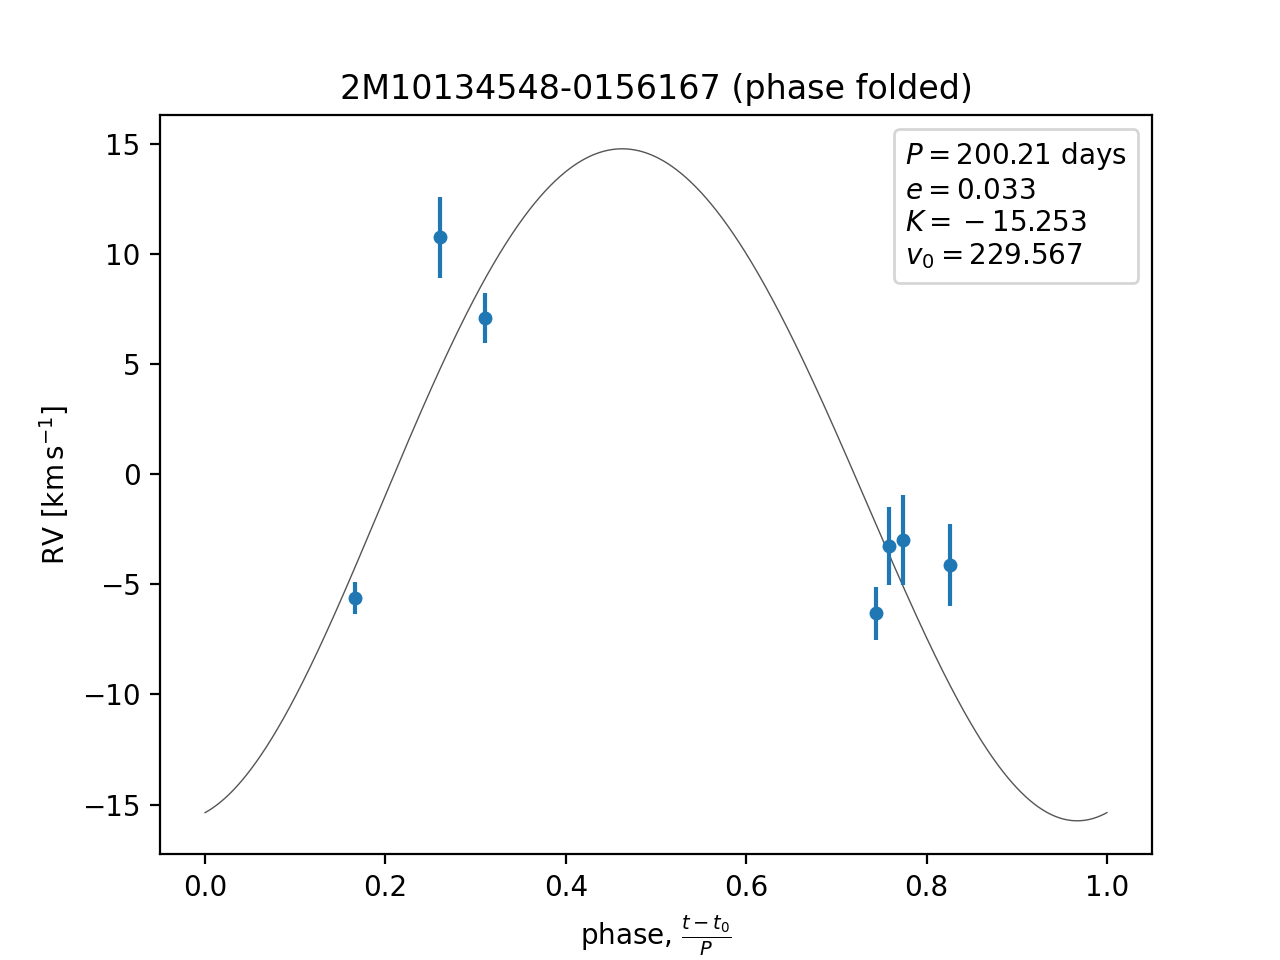 2M10134548-0156167 (phase folded)
P = 200.21 days
e = 0.033
K = −15.253
v₀ = 229.567
15
10
5
0
−5
−10
−15
RV [km s⁻¹]
0.0 0.2 0.4 0.6 0.8 1.0
phase, (t − t₀)/P